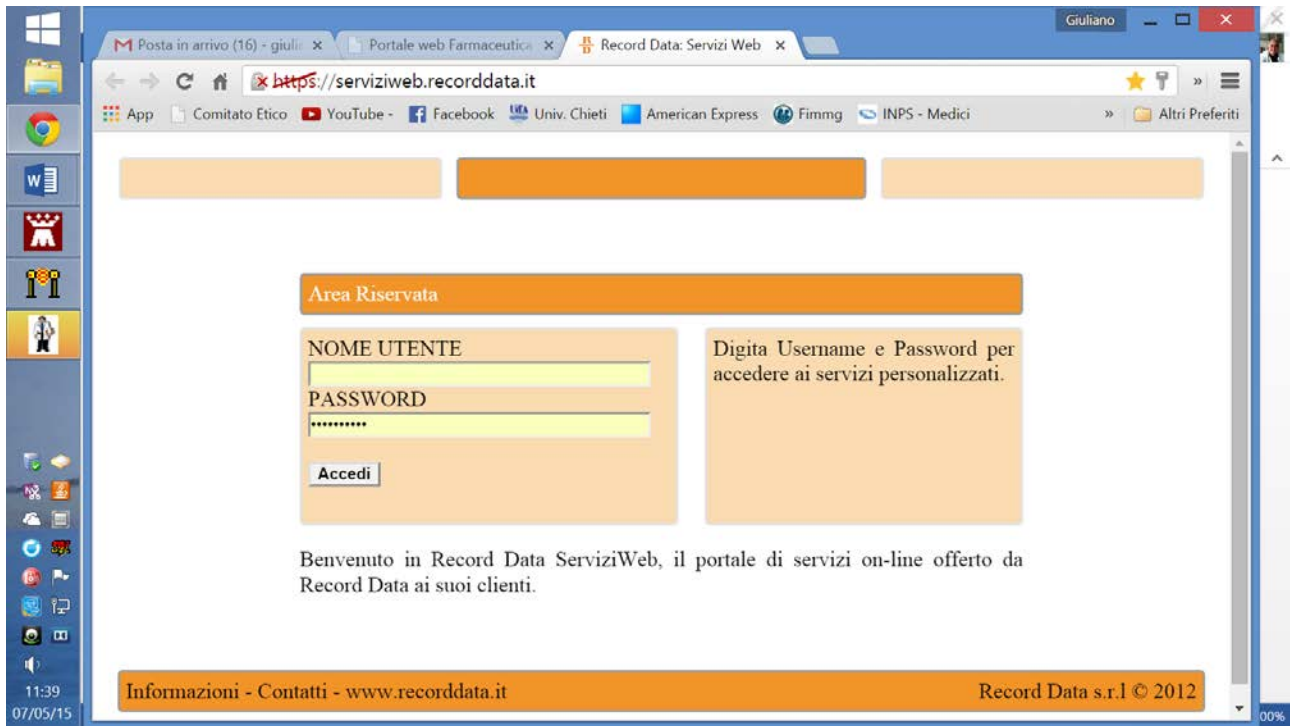 Giuliano
Posta in arrivo (16) - giulia
Portale web Farmaceutica
Record Data: Servizi Web
https://serviziweb.recorddata.it
App Comitato Etico YouTube - Facebook Univ. Chieti American Express Fimmg INPS - Medici » Altri Preferiti
Area Riservata
NOME UTENTE
PASSWORD
Accedi
Digita Username e Password per
accedere ai servizi personalizzati.
Benvenuto in Record Data ServiziWeb, il portale di servizi on-line offerto da
Record Data ai suoi clienti.
Informazioni - Contatti - www.recorddata.it
Record Data s.r.l © 2012
11:39
07/05/15
00%